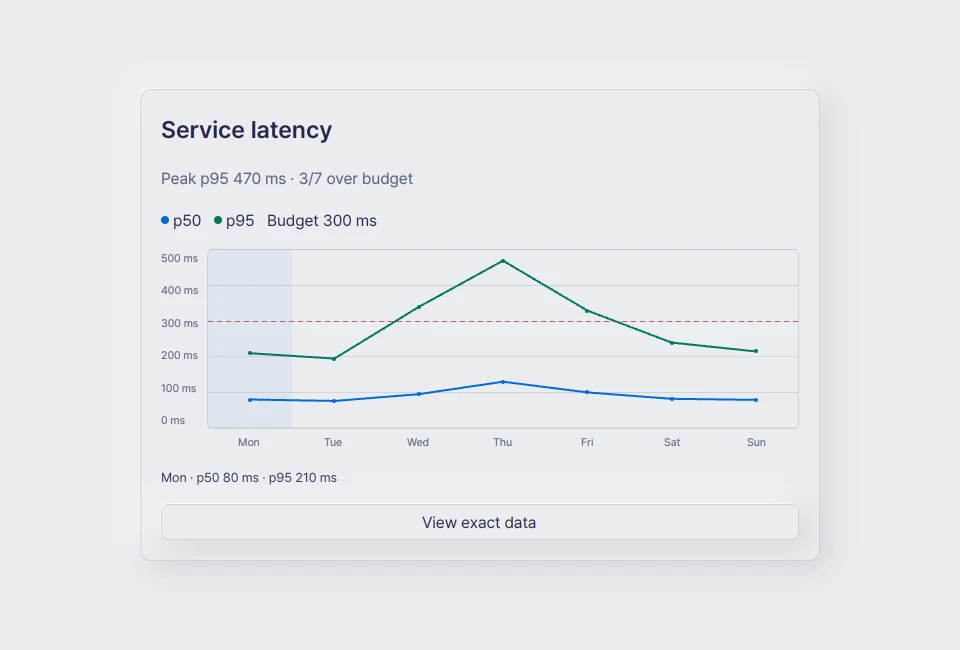 Service latency
Peak p95 470 ms · 3/7 over budget
p50 p95 Budget 300 ms
500 ms
400 ms
300 ms
200 ms
100 ms
0 ms
Mon Tue Wed Thu Fri Sat Sun
Mon · p50 80 ms · p95 210 ms
View exact data